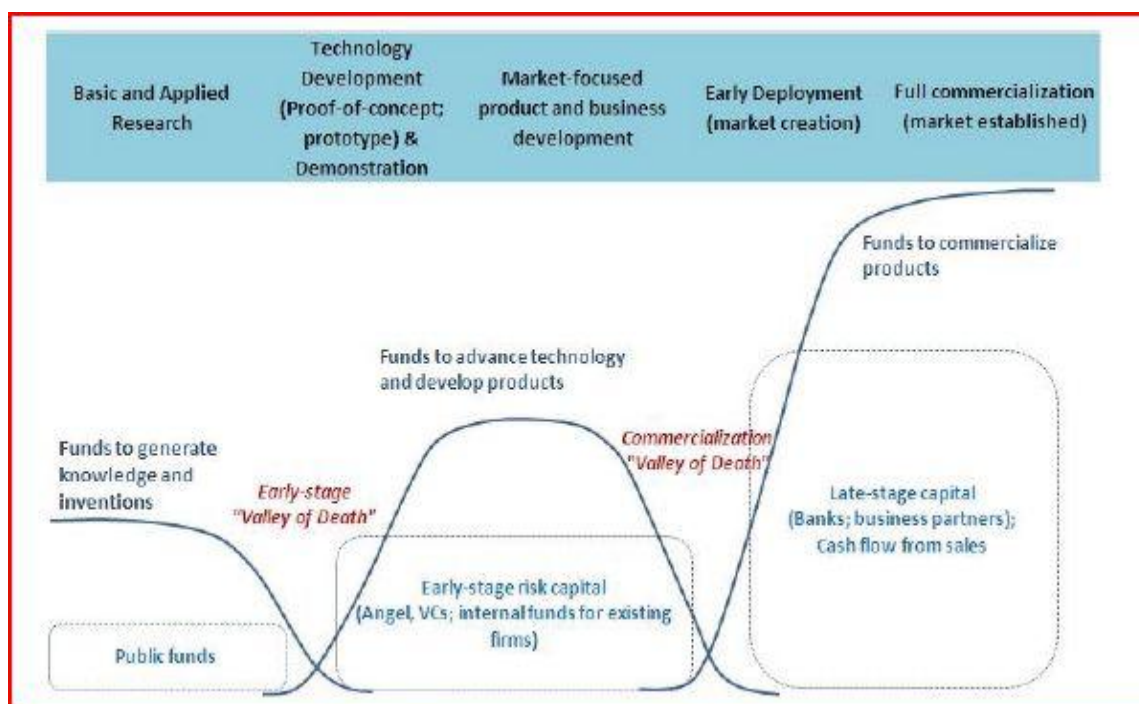 Basic and Applied
Research
Technology
Development
(Proof-of-concept;
prototype) &
Demonstration
Market-focused
product and business
development
Early Deployment
(market creation)
Full commercialization
(market established)
Funds to commercialize
products
Funds to advance technology
and develop products
Funds to generate
knowledge and
inventions
Early-stage
"Valley of Death"
Commercialization
"Valley of Death"
Late-stage capital
(Banks; business partners);
Cash flow from sales
Early-stage risk capital
(Angel, VCs; internal funds for existing
firms)
Public funds